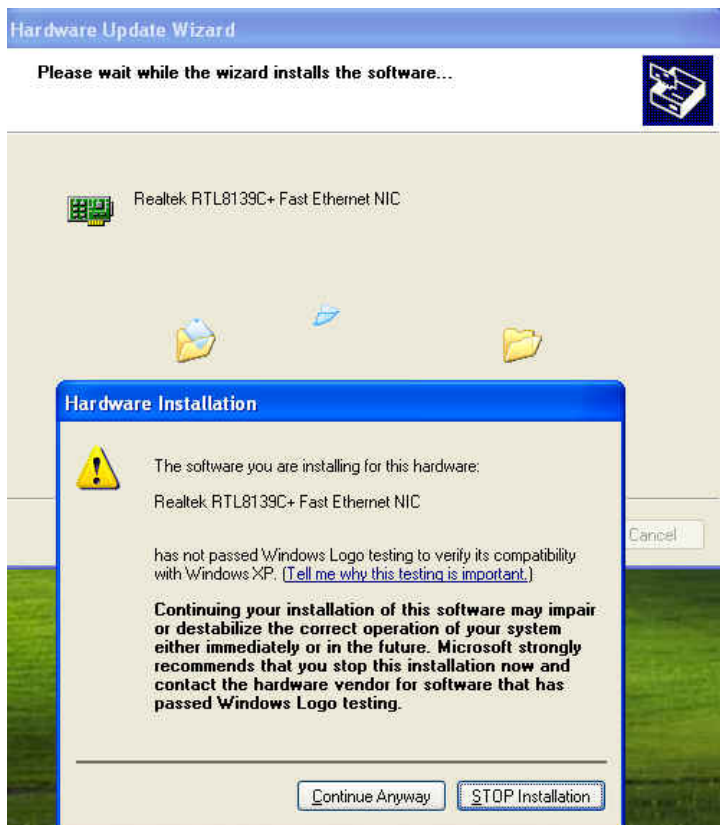 Hardware Update Wizard
Please wait while the wizard installs the software...
Realtek RTL8139C+ Fast Ethernet NIC
Hardware Installation
The software you are installing for this hardware:
Realtek RTL8139C+ Fast Ethernet NIC
has not passed Windows Logo testing to verify its compatibility
with Windows XP. (Tell me why this testing is important.)
Continuing your installation of this software may impair
or destabilize the correct operation of your system
either immediately or in the future. Microsoft strongly
recommends that you stop this installation now and
contact the hardware vendor for software that has
passed Windows Logo testing.
Cancel
Continue Anyway
STOP Installation